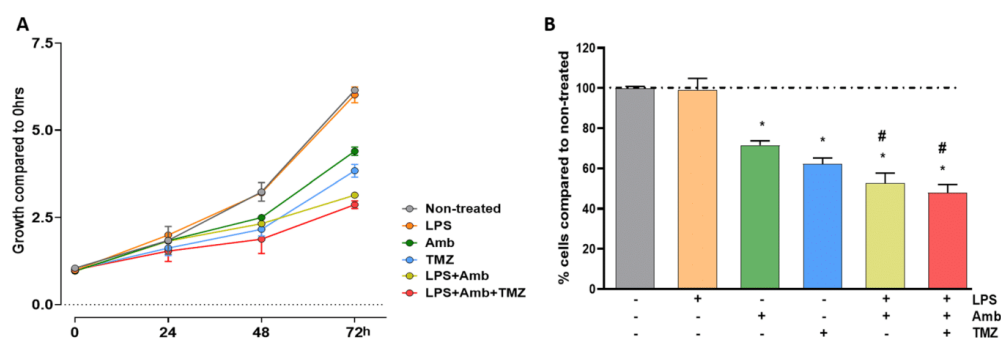 A
Growth compared to 0hrs
7.5
5.0
2.5
0.0
0
24
48
72h
Non-treated
LPS
Amb
TMZ
LPS+Amb
LPS+Amb+TMZ
B
% cells compared to non-treated
120
100
80
60
40
20
0
*
*
#
*
#
*
- + - - + + LPS
- - + - + + Amb
- - - + - + TMZ